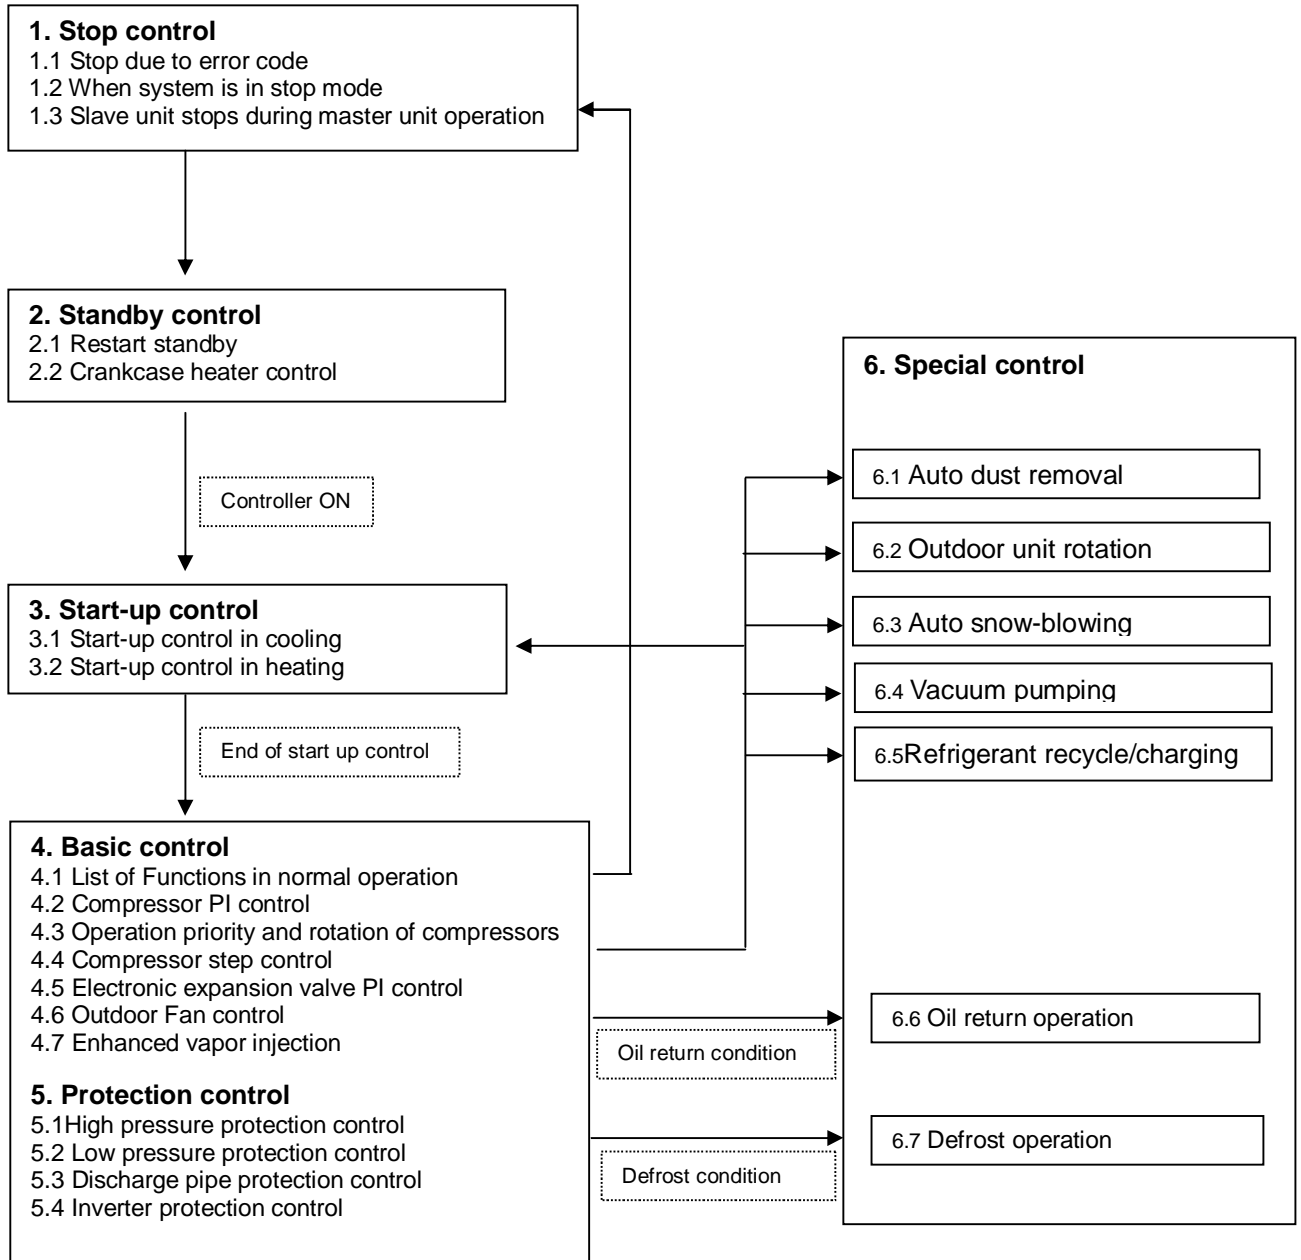 1. Stop control
1.1 Stop due to error code
1.2 When system is in stop mode
1.3 Slave unit stops during master unit operation
2. Standby control
2.1 Restart standby
2.2 Crankcase heater control
Controller ON
3. Start-up control
3.1 Start-up control in cooling
3.2 Start-up control in heating
End of start up control
4. Basic control
4.1 List of Functions in normal operation
4.2 Compressor PI control
4.3 Operation priority and rotation of compressors
4.4 Compressor step control
4.5 Electronic expansion valve PI control
4.6 Outdoor Fan control
4.7 Enhanced vapor injection
5. Protection control
5.1High pressure protection control
5.2 Low pressure protection control
5.3 Discharge pipe protection control
5.4 Inverter protection control
Oil return condition
Defrost condition
6. Special control
6.1 Auto dust removal
6.2 Outdoor unit rotation
6.3 Auto snow-blowing
6.4 Vacuum pumping
6.5Refrigerant recycle/charging
6.6 Oil return operation
6.7 Defrost operation